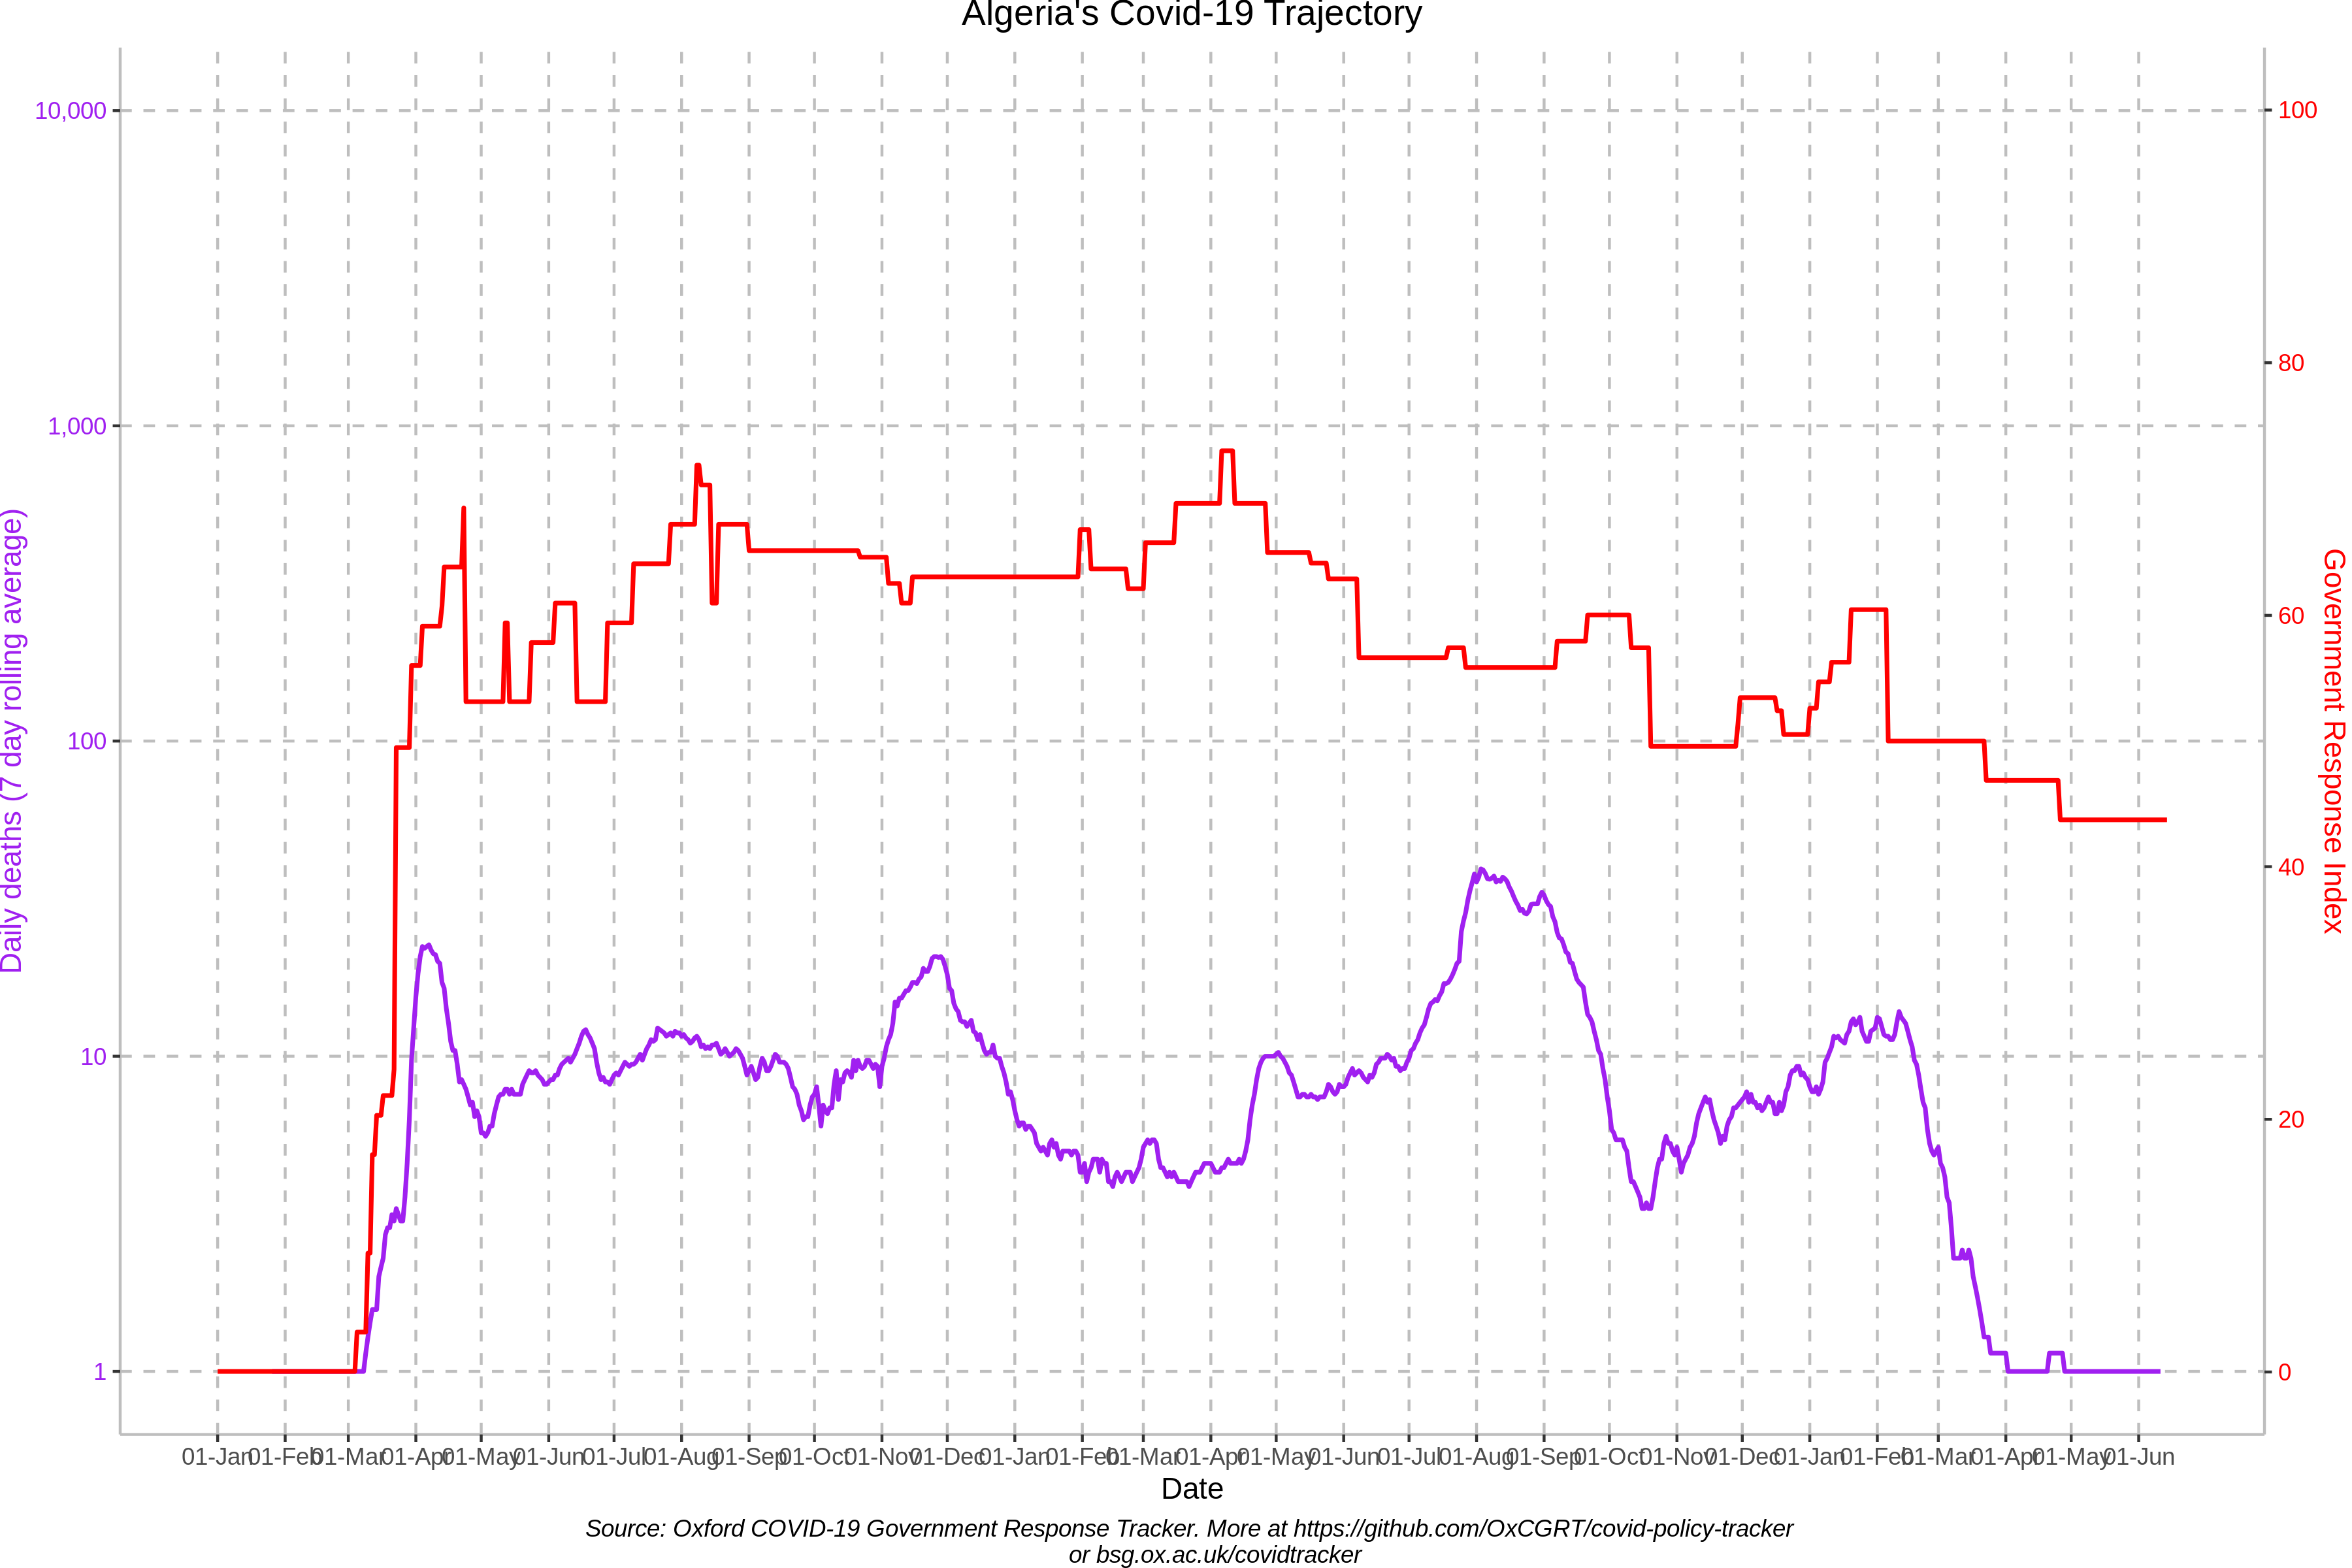 Algeria's Covid-19 Trajectory
10,000
1,000
100
10
1
Daily deaths (7 day rolling average)
100
80
60
40
20
0
Government Response Index
01-Jan 01-Feb 01-Mar 01-Apr 01-May 01-Jun 01-Jul 01-Aug 01-Sep 01-Oct 01-Nov 01-Dec 01-Jan 01-Feb 01-Mar 01-Apr 01-May 01-Jun 01-Jul 01-Aug 01-Sep 01-Oct 01-Nov 01-Dec 01-Jan 01-Feb 01-Mar 01-Apr 01-May 01-Jun
Date
Source: Oxford COVID-19 Government Response Tracker. More at https://github.com/OxCGRT/covid-policy-tracker
or bsg.ox.ac.uk/covidtracker